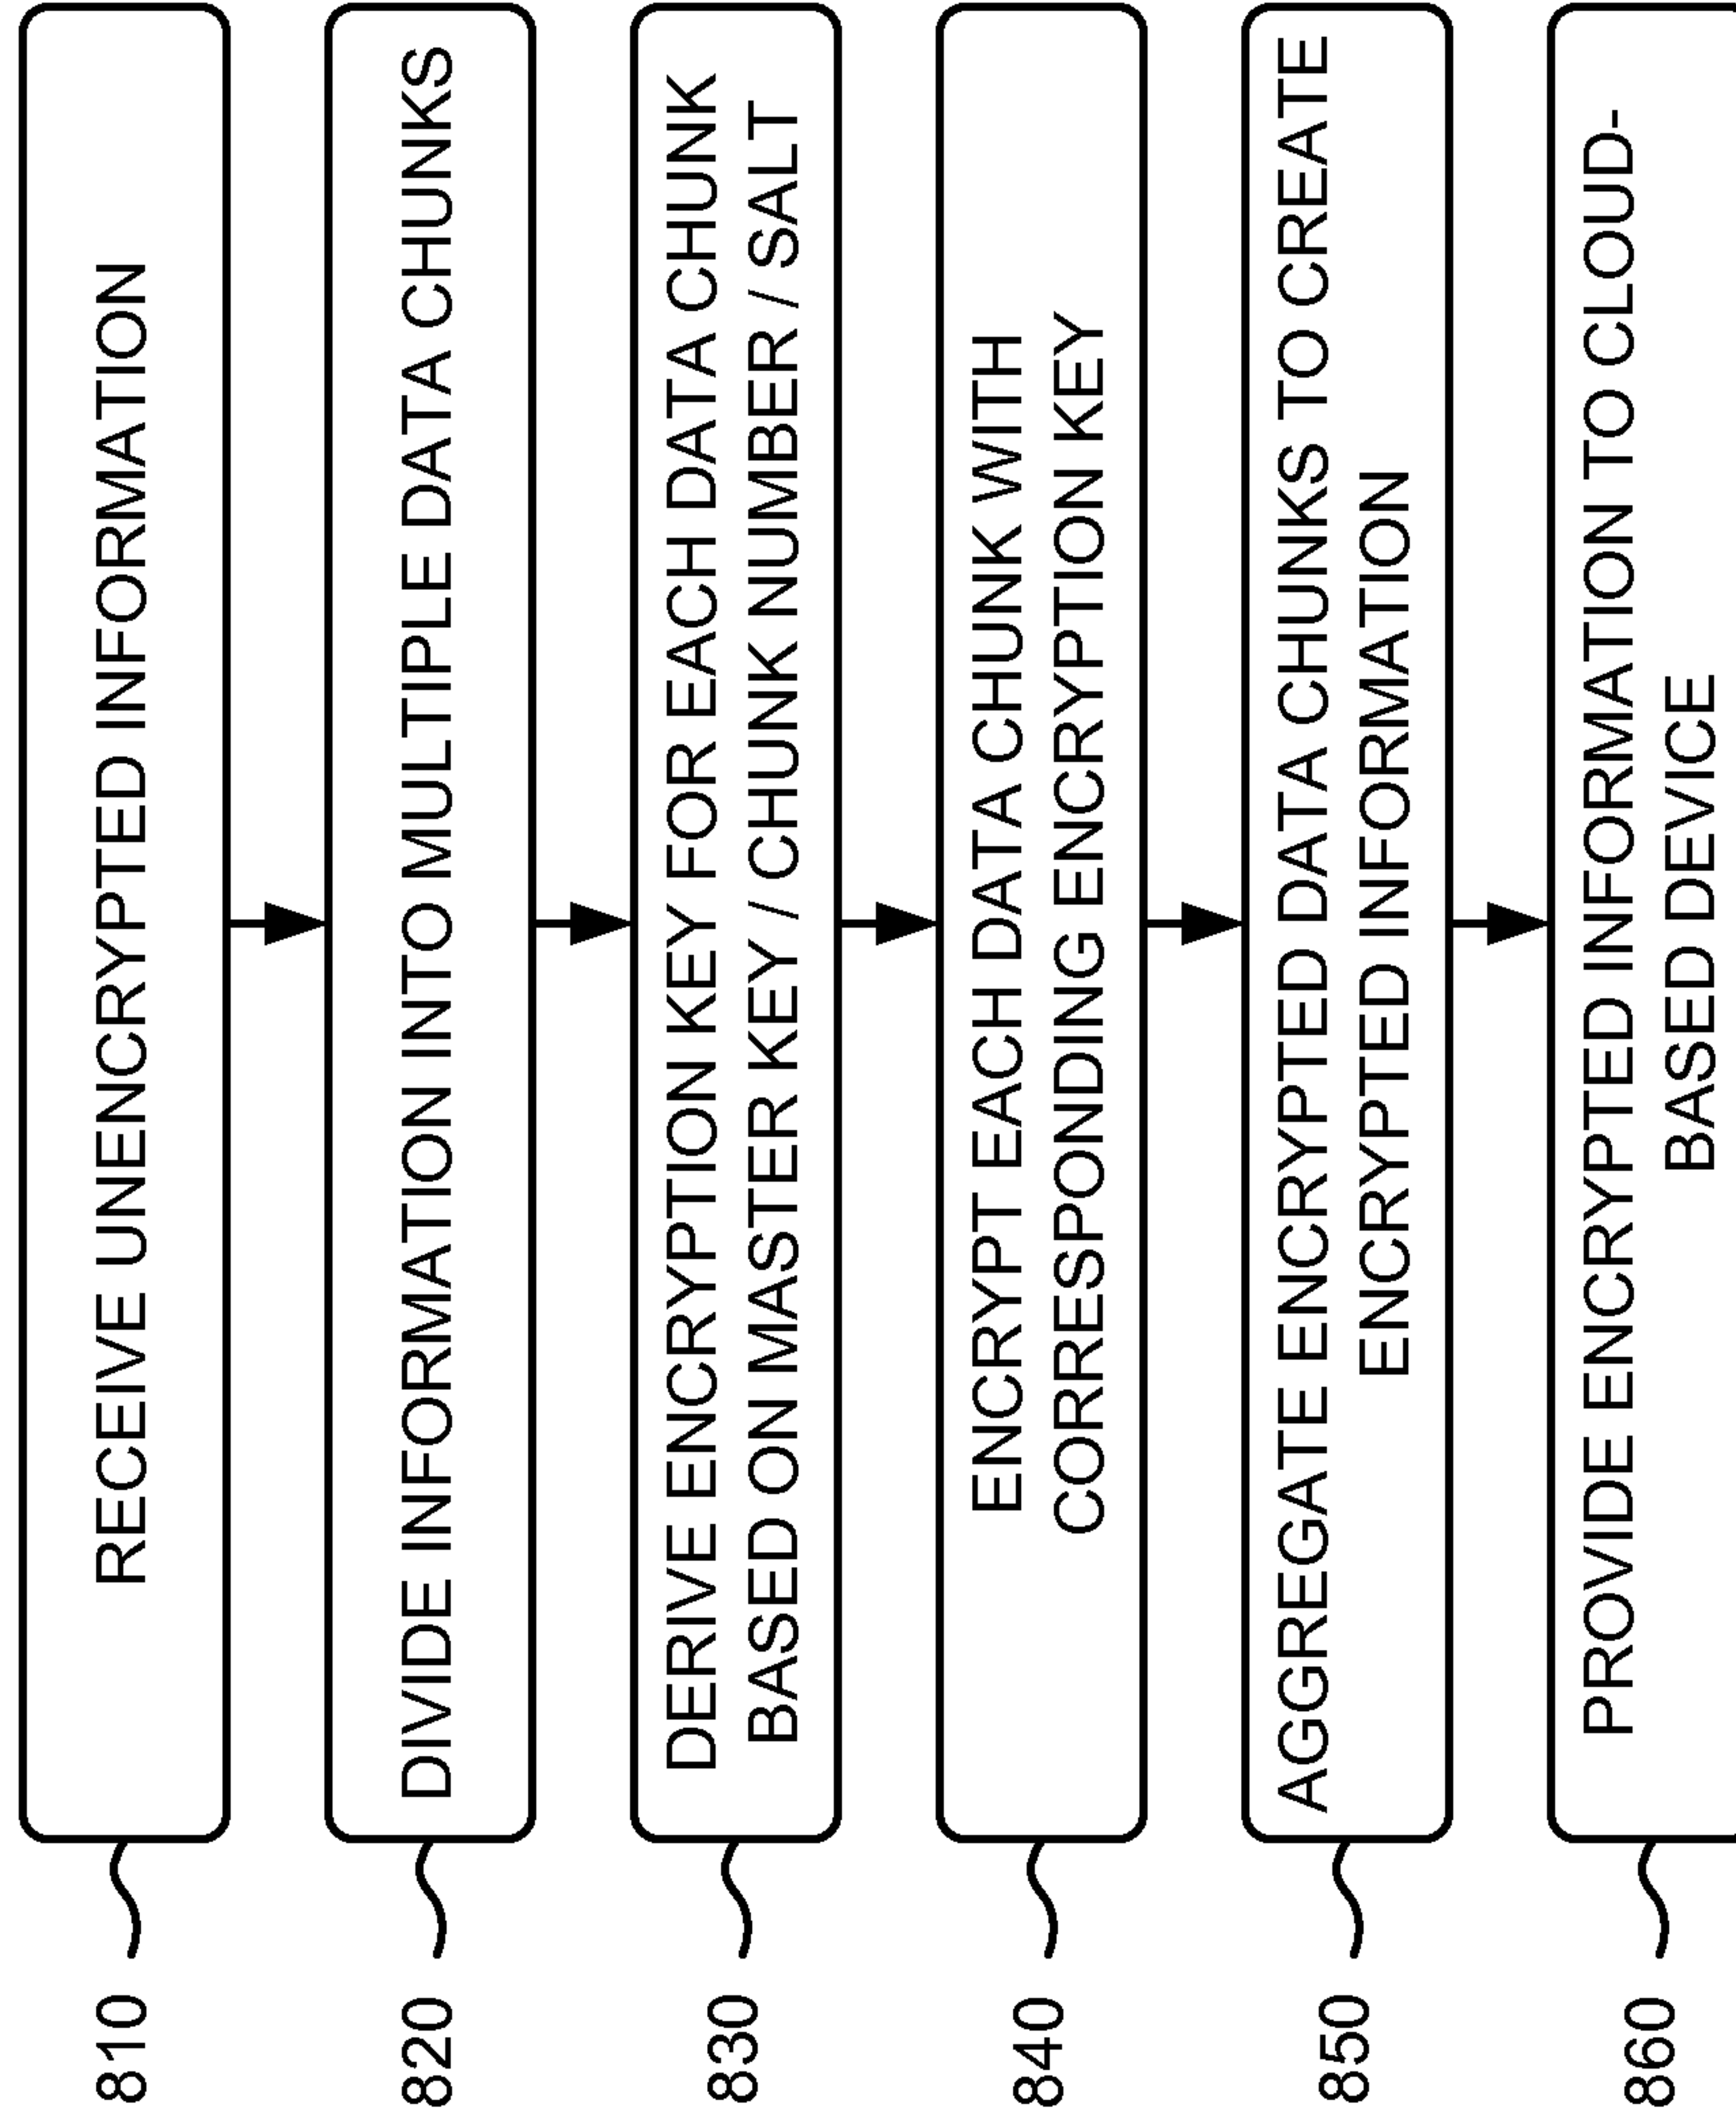 810
RECEIVE UNENCRYPTED INFORMATION
820
DIVIDE INFORMATION INTO MULTIPLE DATA CHUNKS
830
DERIVE ENCRYPTION KEY FOR EACH DATA CHUNK
BASED ON MASTER KEY / CHUNK NUMBER / SALT
840
ENCRYPT EACH DATA CHUNK WITH
CORRESPONDING ENCRYPTION KEY
850
AGGREGATE ENCRYPTED DATA CHUNKS TO CREATE
ENCRYPTED INFORMATION
860
PROVIDE ENCRYPTED INFORMATION TO CLOUD-
BASED DEVICE